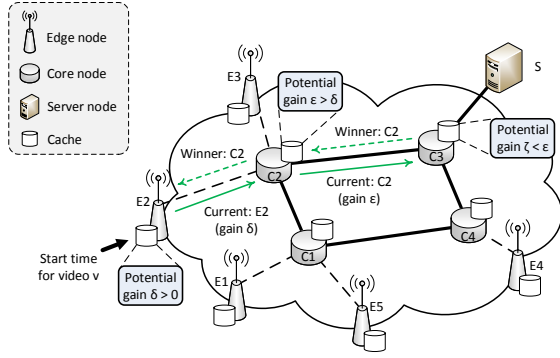 Edge node
Core node
Server node
Cache
E3
Potential
gain ε > δ
S
Winner: C2
Winner: C2
Potential
gain ζ < ε
C2
C3
E2
Current: E2
(gain δ)
Current: C2
(gain ε)
Start time
for video v
Potential
gain δ > 0
C1
C4
E1
E5
E4